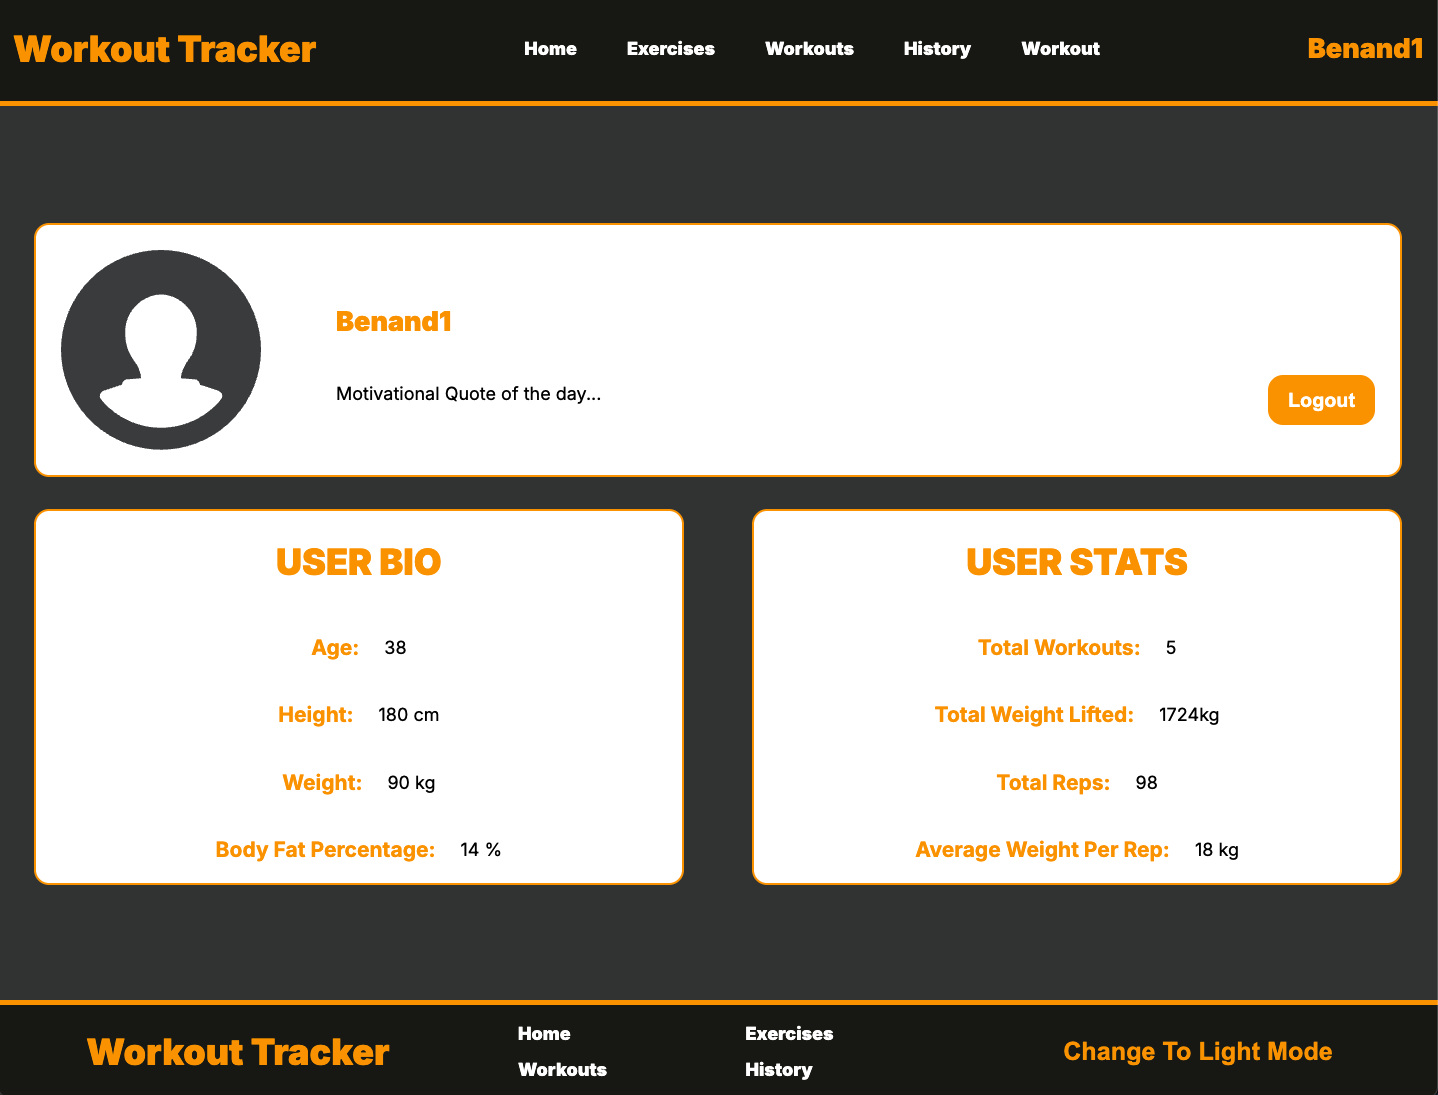 Workout Tracker
Home Exercises Workouts History Workout
Benand1
Benand1
Motivational Quote of the day...
Logout
USER BIO
Age: 38
Height: 180 cm
Weight: 90 kg
Body Fat Percentage: 14 %
USER STATS
Total Workouts: 5
Total Weight Lifted: 1724kg
Total Reps: 98
Average Weight Per Rep: 18 kg
Workout Tracker
Home Exercises
Workouts History
Change To Light Mode